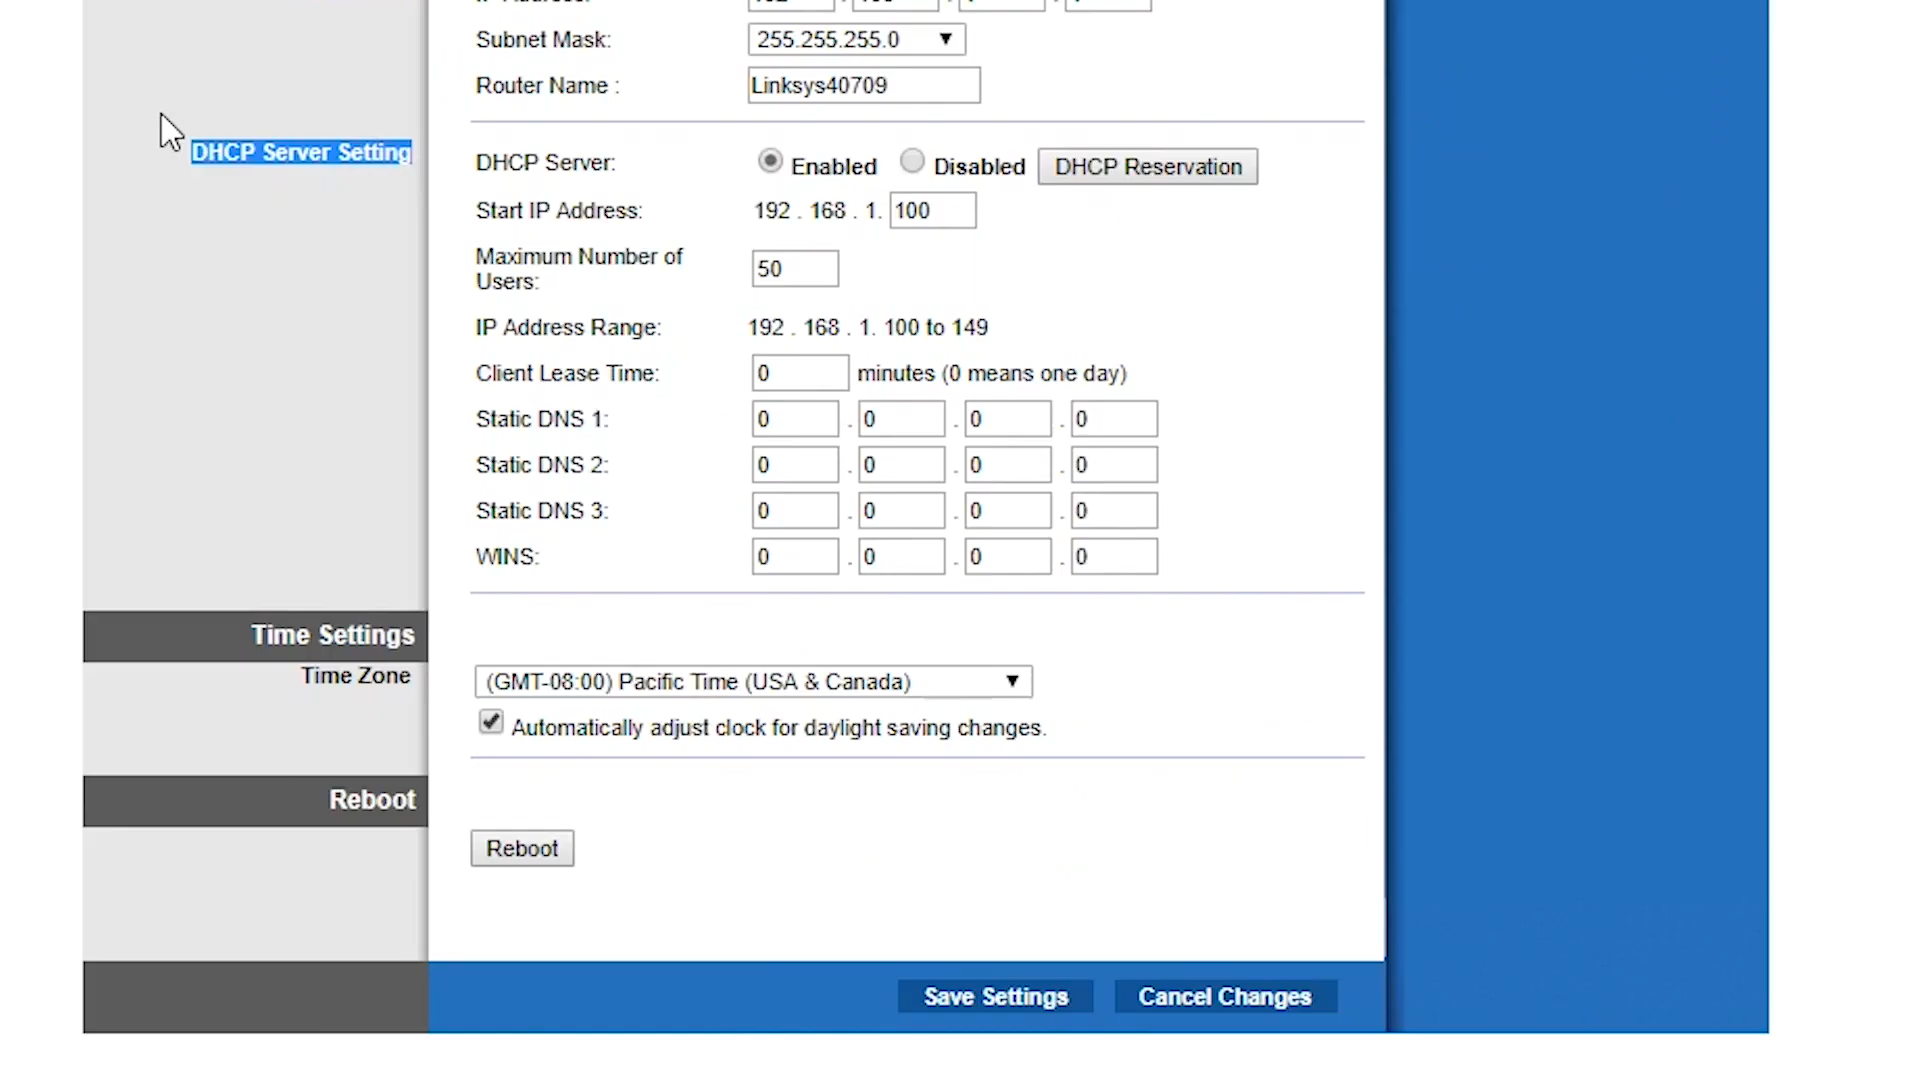 Subnet Mask: 255.255.255.0
Router Name : Linksys40709
DHCP Server Setting
DHCP Server: Enabled Disabled DHCP Reservation
Start IP Address: 192 . 168 . 1. 100
Maximum Number of
Users: 50
IP Address Range: 192 . 168 . 1. 100 to 149
Client Lease Time: 0 minutes (0 means one day)
Static DNS 1: 0 . 0 . 0 . 0
Static DNS 2: 0 . 0 . 0 . 0
Static DNS 3: 0 . 0 . 0 . 0
WINS: 0 . 0 . 0 . 0
Time Settings
Time Zone
(GMT-08:00) Pacific Time (USA & Canada)
Automatically adjust clock for daylight saving changes.
Reboot
Reboot
Save Settings Cancel Changes